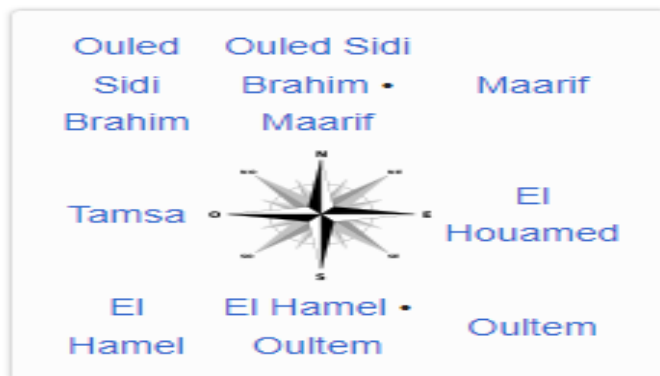 Ouled Sidi Brahim
Ouled Sidi Brahim • Maarif
Maarif
N
Tamsa
O
E
El Houamed
S
El Hamel
El Hamel • Oultem
Oultem